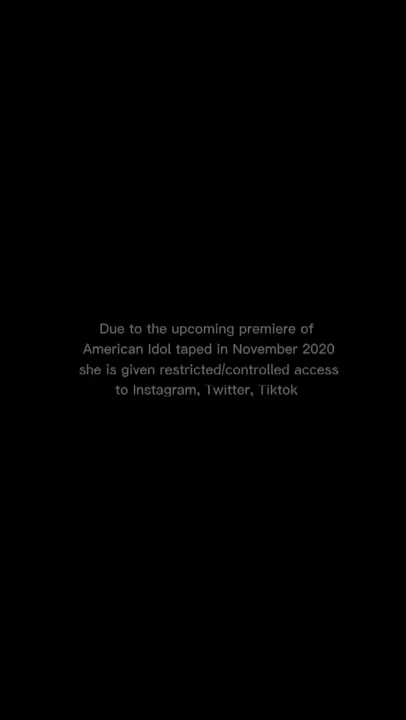 Due to the upcoming premiere of
American Idol taped in November 2020
she is given restricted/controlled access
to Instagram, Twitter, Tiktok